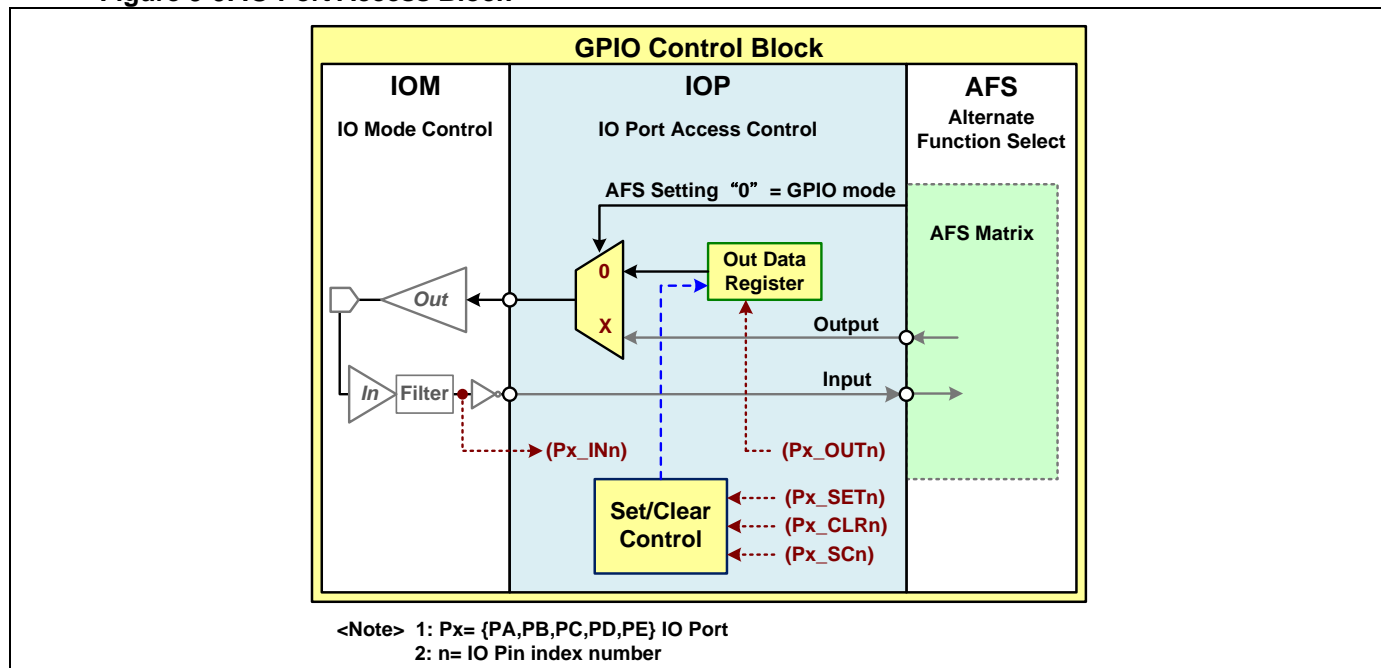 GPIO Control Block
IOM
IO Mode Control
IOP
IO Port Access Control
AFS
Alternate
Function Select
AFS Setting “0” = GPIO mode
AFS Matrix
0
X
Out Data
Register
Out
Output
Input
In
Filter
(Px_INn)
(Px_OUTn)
Set/Clear
Control
(Px_SETn)
(Px_CLRn)
(Px_SCn)
<Note> 1: Px= {PA,PB,PC,PD,PE} IO Port
2: n= IO Pin index number